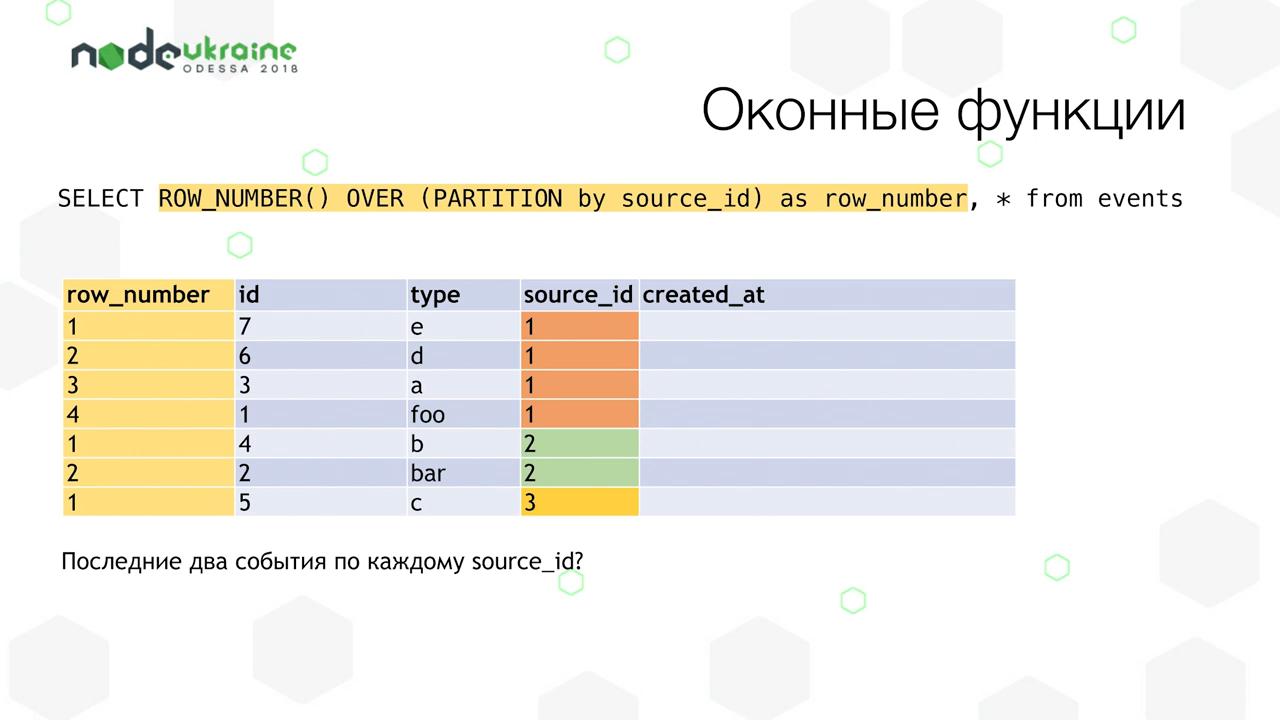 node ukraine
ODESSA 2018
Оконные функции
SELECT ROW_NUMBER() OVER (PARTITION by source_id) as row_number, * from events
row_number id type source_id created_at
1 7 e 1
2 6 d 1
3 3 a 1
4 1 foo 1
1 4 b 2
2 2 bar 2
1 5 c 3
Последние два события по каждому source_id?